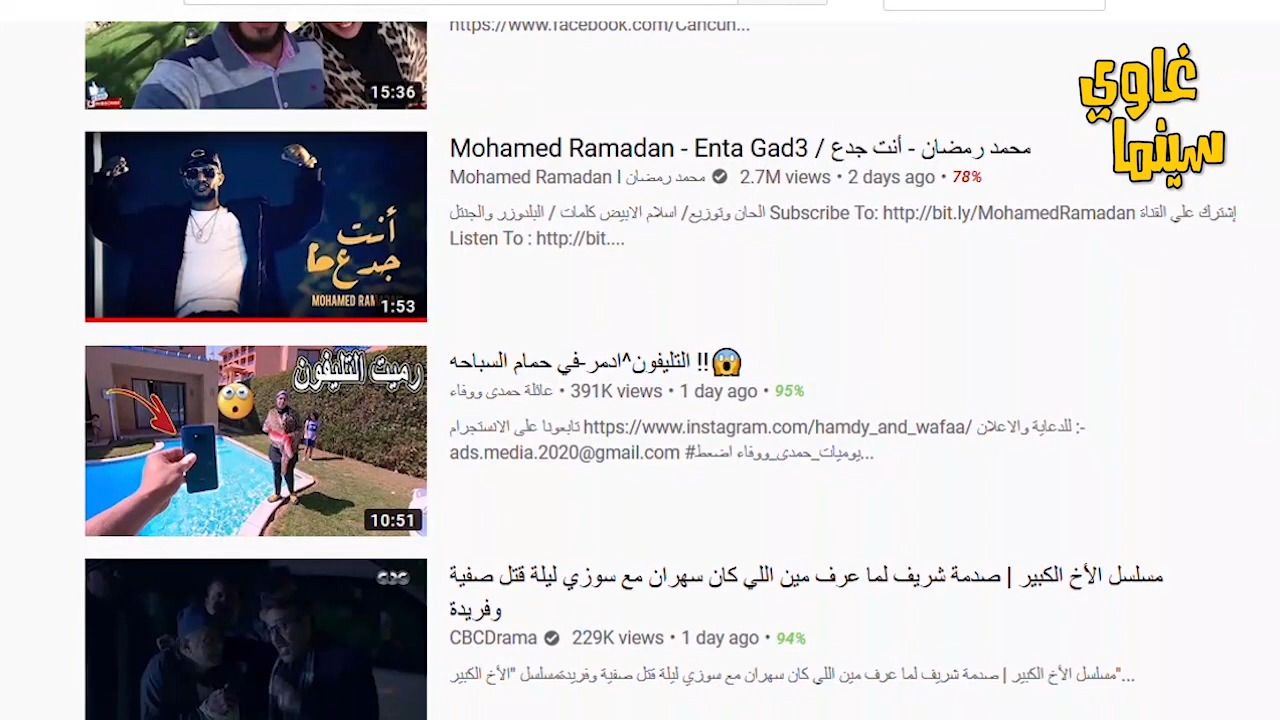 https://www.facebook.com/Cancun...
15:36
غاوي
سينما
Mohamed Ramadan - Enta Gad3 / محمد رمضان - أنت جدع
Mohamed Ramadan I محمد رمضان 2.7M views • 2 days ago • 78%
إشترك علي القناة Subscribe To: http://bit.ly/MohamedRamadan الحان وتوزيع/ اسلام الابيض كلمات / البلدوزر والجنتل
Listen To : http://bit....
أنت
جدع
MOHAMED
1:53
التليفون^ادمر-في حمام السباحه !!
عائلة حمدى ووفاء • 391K views • 1 day ago • 95%
تابعونا على الانستجرام https://www.instagram.com/hamdy_and_wafaa/ للدعاية والاعلان :-
ads.media.2020@gmail.com #يوميات_حمدى_ووفاء اضغط...
رميت التليفون
10:51
مسلسل الأخ الكبير | صدمة شريف لما عرف مين اللي كان سهران مع سوزي ليلة قتل صفية
وفريدة
CBCDrama 229K views • 1 day ago • 94%
مسلسل الأخ الكبير | صدمة شريف لما عرف مين اللي كان سهران مع سوزي ليلة قتل صفية وفريدةمسلسل "الأخ الكبير"...
CBC